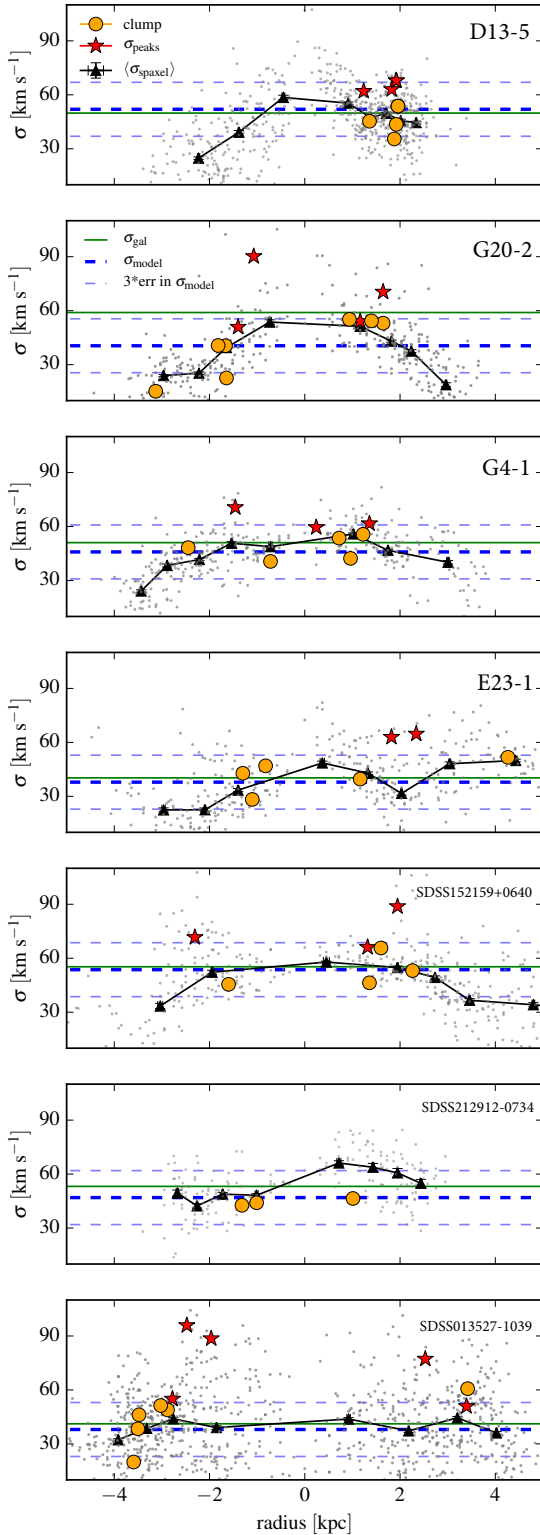 D13-5
clump
σpeaks
⟨σspaxel⟩
90
60
30
σ [km s−1]
G20-2
σgal
σmodel
3*err in σmodel
90
60
30
σ [km s−1]
G4-1
90
60
30
σ [km s−1]
E23-1
90
60
30
σ [km s−1]
SDSS152159+0640
90
60
30
σ [km s−1]
SDSS212912-0734
90
60
30
σ [km s−1]
SDSS013527-1039
90
60
30
σ [km s−1]
−4 −2 0 2 4
radius [kpc]